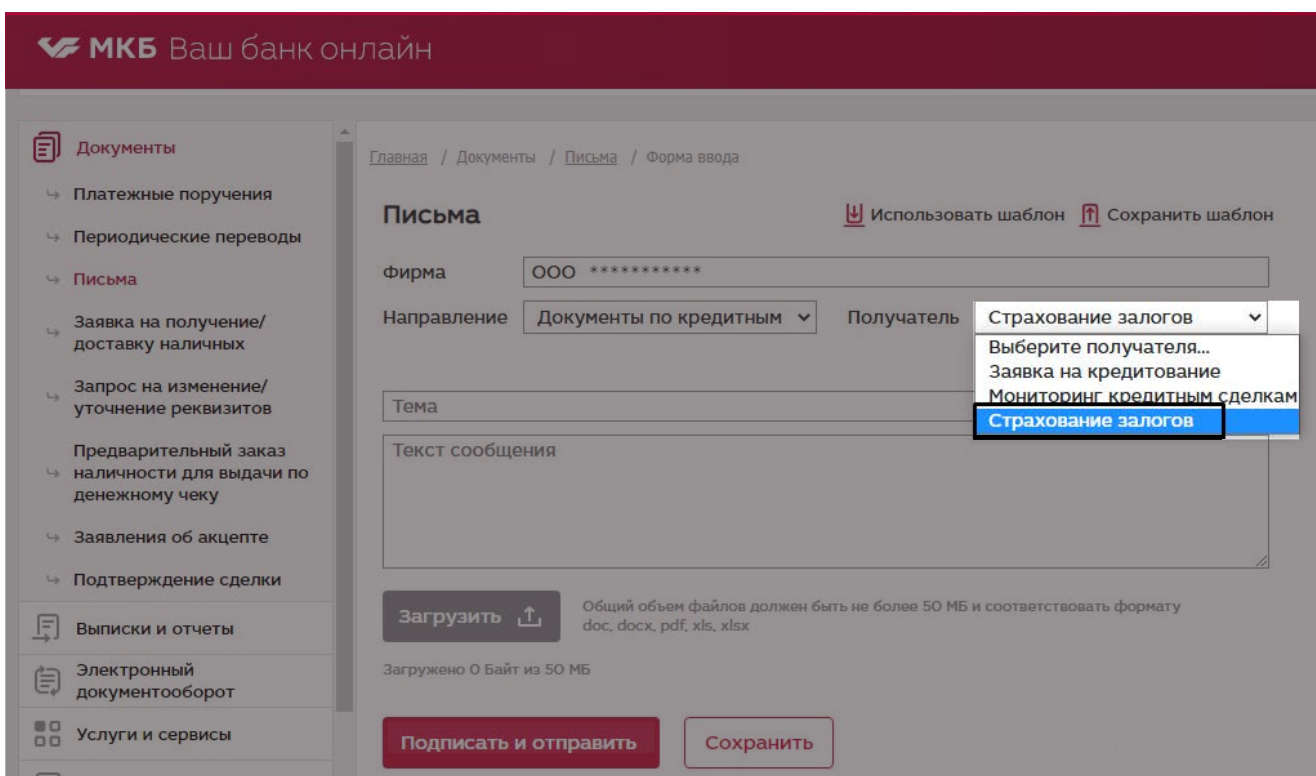 МКБ Ваш банк онлайн
Документы
Платежные поручения
Периодические переводы
Письма
Заявка на получение/
доставку наличных
Запрос на изменение/
уточнение реквизитов
Предварительный заказ
наличности для выдачи по
денежному чеку
Заявления об акцепте
Подтверждение сделки
Выписки и отчеты
Электронный
документооборот
Услуги и сервисы
Главная / Документы / Письма / Форма ввода
Письма
Использовать шаблон
Сохранить шаблон
Фирма
ООО ***********
Направление
Документы по кредитным
Получатель
Страхование залогов
Выберите получателя...
Заявка на кредитование
Мониторинг кредитным сделкам
Страхование залогов
Тема
Текст сообщения
Загрузить
Общий объем файлов должен быть не более 50 МБ и соответствовать формату
doc, docx, pdf, xls, xlsx
Загружено 0 Байт из 50 МБ
Подписать и отправить
Сохранить